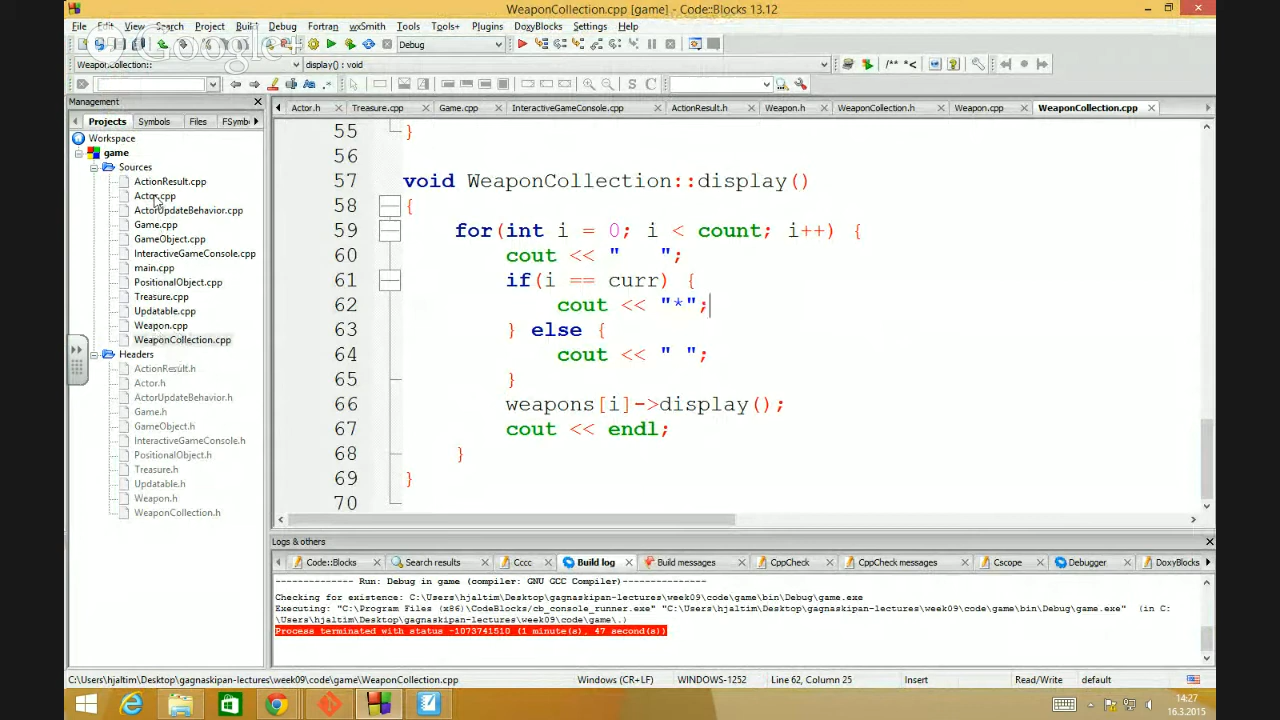 WeaponCollection.cpp [game] - Code::Blocks 13.12
File Edit View Search Project Build Debug Fortran wxSmith Tools Tools+ Plugins DoxyBlocks Settings Help
Google+
Debug
WeaponCollection::
display() : void
/** *<
S C
Management
Projects Symbols Files FSymb
Actor.h Treasure.cpp Game.cpp InteractiveGameConsole.cpp ActionResult.h Weapon.h WeaponCollection.h Weapon.cpp WeaponCollection.cpp
Workspace
game
Sources
ActionResult.cpp
Actor.cpp
ActorUpdateBehavior.cpp
Game.cpp
GameObject.cpp
InteractiveGameConsole.cpp
main.cpp
PositionalObject.cpp
Treasure.cpp
Updatable.cpp
Weapon.cpp
WeaponCollection.cpp
Headers
ActionResult.h
Actor.h
ActorUpdateBehavior.h
Game.h
GameObject.h
InteractiveGameConsole.h
PositionalObject.h
Treasure.h
Updatable.h
Weapon.h
WeaponCollection.h
55 }
56
57 void WeaponCollection::display()
58 {
59 for(int i = 0; i < count; i++) {
60 cout << "   ";
61 if(i == curr) {
62 cout << "*";
63 } else {
64 cout << " ";
65 }
66 weapons[i]->display();
67 cout << endl;
68 }
69 }
70
Logs & others
Code::Blocks Search results Cccc Build log Build messages CppCheck CppCheck messages Cscope Debugger DoxyBlocks
-------------- Run: Debug in game (compiler: GNU GCC Compiler)---------------
Checking for existence: C:\Users\hjaltim\Desktop\gagnaskipan-lectures\week09\code\game\bin\Debug\game.exe
Executing: "C:\Program Files (x86)\CodeBlocks/cb_console_runner.exe" "C:\Users\hjaltim\Desktop\gagnaskipan-lectures\week09\code\game\bin\Debug\game.exe" (in C:
\Users\hjaltim\Desktop\gagnaskipan-lectures\week09\code\game\.)
Process terminated with status -1073741510 (1 minute(s), 47 second(s))
C:\Users\hjaltim\Desktop\gagnaskipan-lectures\week09\code\game\WeaponCollection.cpp
Windows (CR+LF) WINDOWS-1252 Line 62, Column 25 Insert Read/Write default
14:27
16.3.2015